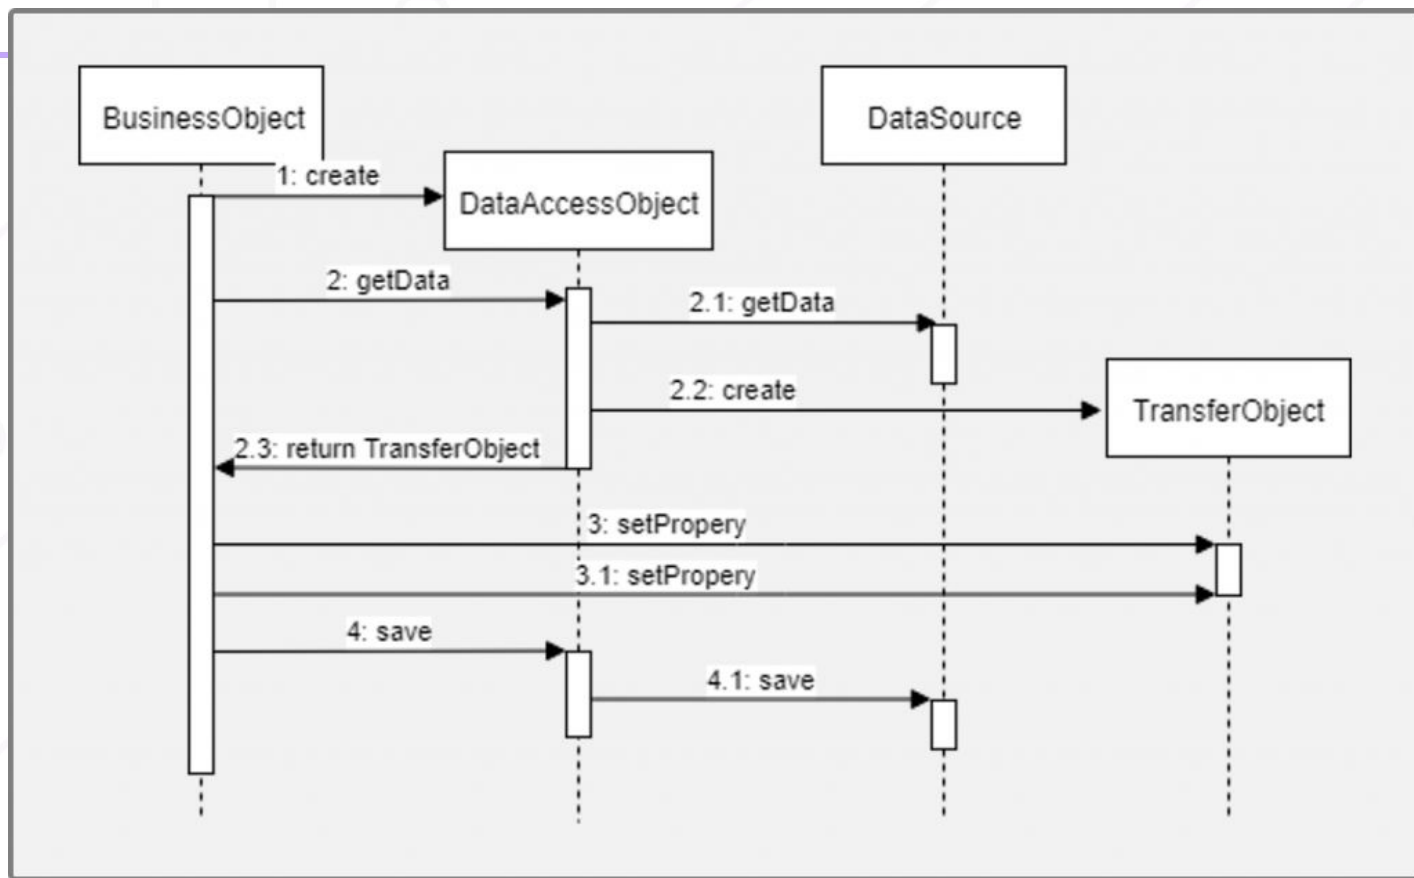 BusinessObject
DataSource
1: create
DataAccessObject
2: getData
2.1: getData
2.2: create
TransferObject
2.3: return TransferObject
3: setPropery
3.1: setPropery
4: save
4.1: save